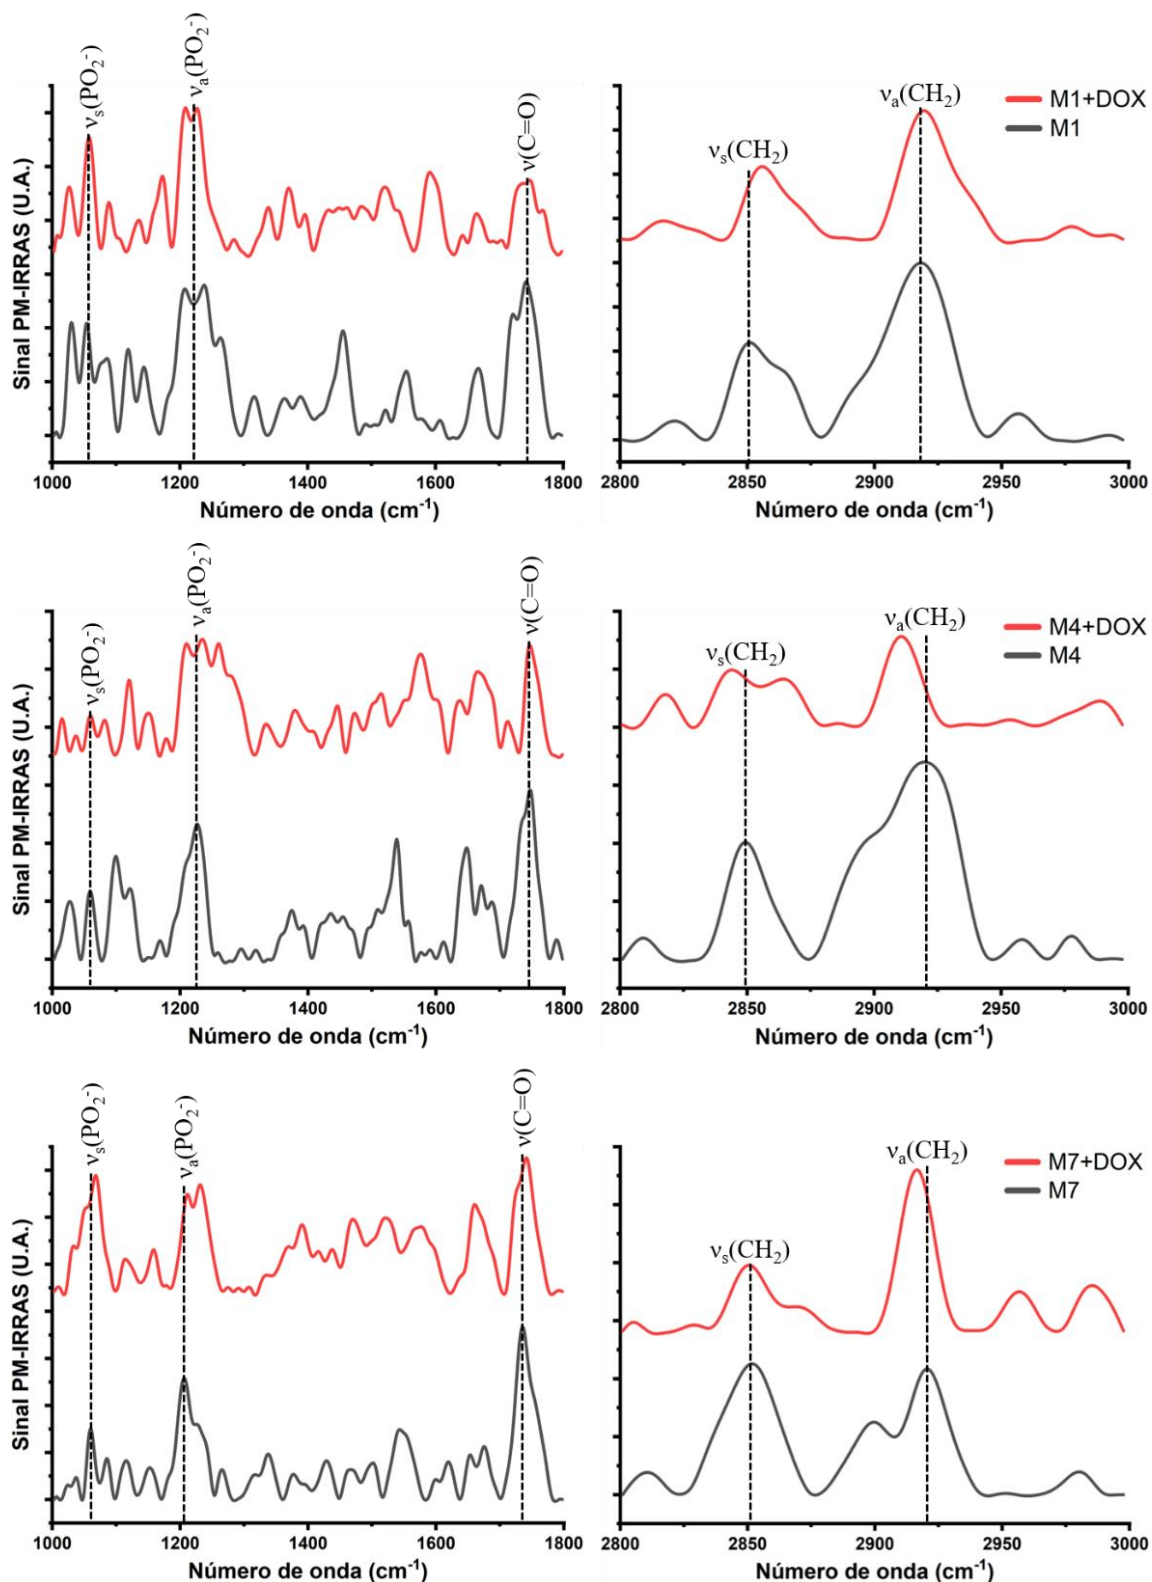 νs(PO2-)
νa(PO2-)
ν(C=O)
νs(CH2)
νa(CH2)
M1+DOX
M1
Sinal PM-IRRAS (U.A.)
1000 1200 1400 1600 1800
2800 2850 2900 2950 3000
Número de onda (cm-1)
Número de onda (cm-1)
νs(PO2-)
νa(PO2-)
ν(C=O)
νs(CH2)
νa(CH2)
M4+DOX
M4
Sinal PM-IRRAS (U.A.)
1000 1200 1400 1600 1800
2800 2850 2900 2950 3000
Número de onda (cm-1)
Número de onda (cm-1)
νs(PO2-)
νa(PO2-)
ν(C=O)
νs(CH2)
νa(CH2)
M7+DOX
M7
Sinal PM-IRRAS (U.A.)
1000 1200 1400 1600 1800
2800 2850 2900 2950 3000
Número de onda (cm-1)
Número de onda (cm-1)